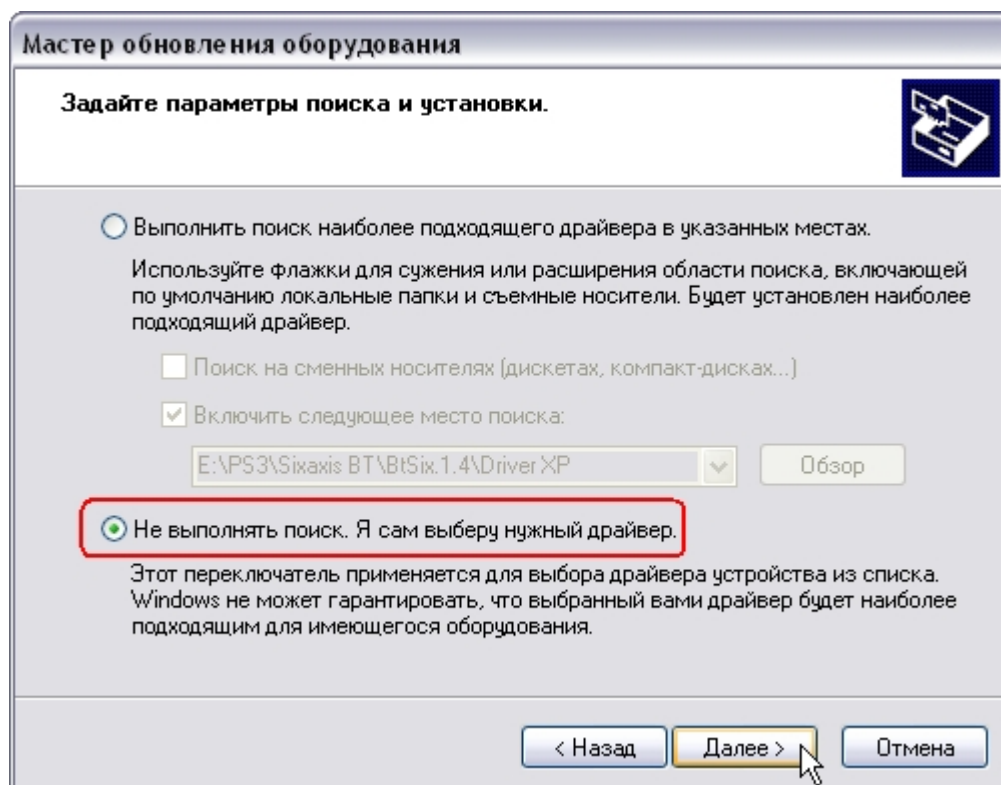 Мастер обновления оборудования
Задайте параметры поиска и установки.
Выполнить поиск наиболее подходящего драйвера в указанных местах.
Используйте флажки для сужения или расширения области поиска, включающей
по умолчанию локальные папки и съемные носители. Будет установлен наиболее
подходящий драйвер.
Поиск на сменных носителях (дискетах, компакт-дисках...)
Включить следующее место поиска:
E:\PS3\Sixaxis BT\BtSix.1.4\Driver XP
Обзор
Не выполнять поиск. Я сам выберу нужный драйвер.
Этот переключатель применяется для выбора драйвера устройства из списка.
Windows не может гарантировать, что выбранный вами драйвер будет наиболее
подходящим для имеющегося оборудования.
< Назад
Далее >
Отмена